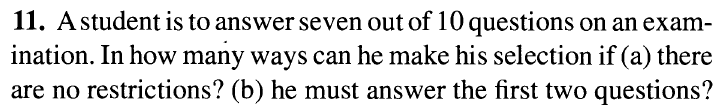 11. A student is to answer seven out of 10 questions on an exam-
ination. In how many ways can he make his selection if (a) there
are no restrictions? (b) he must answer the first two questions?